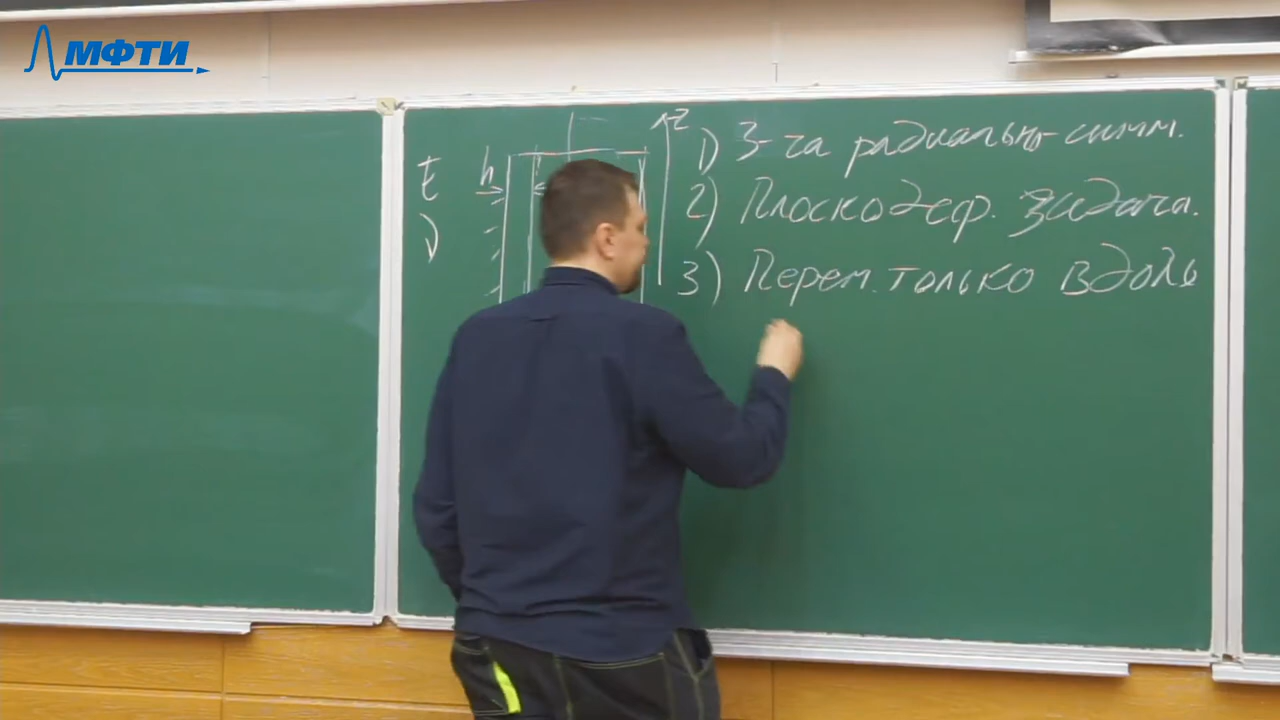 МФТИ
E
ν
h
z
1) З-ча радиально-симм.
2) Плоскодеф. задача.
3) Перем. только вдоль